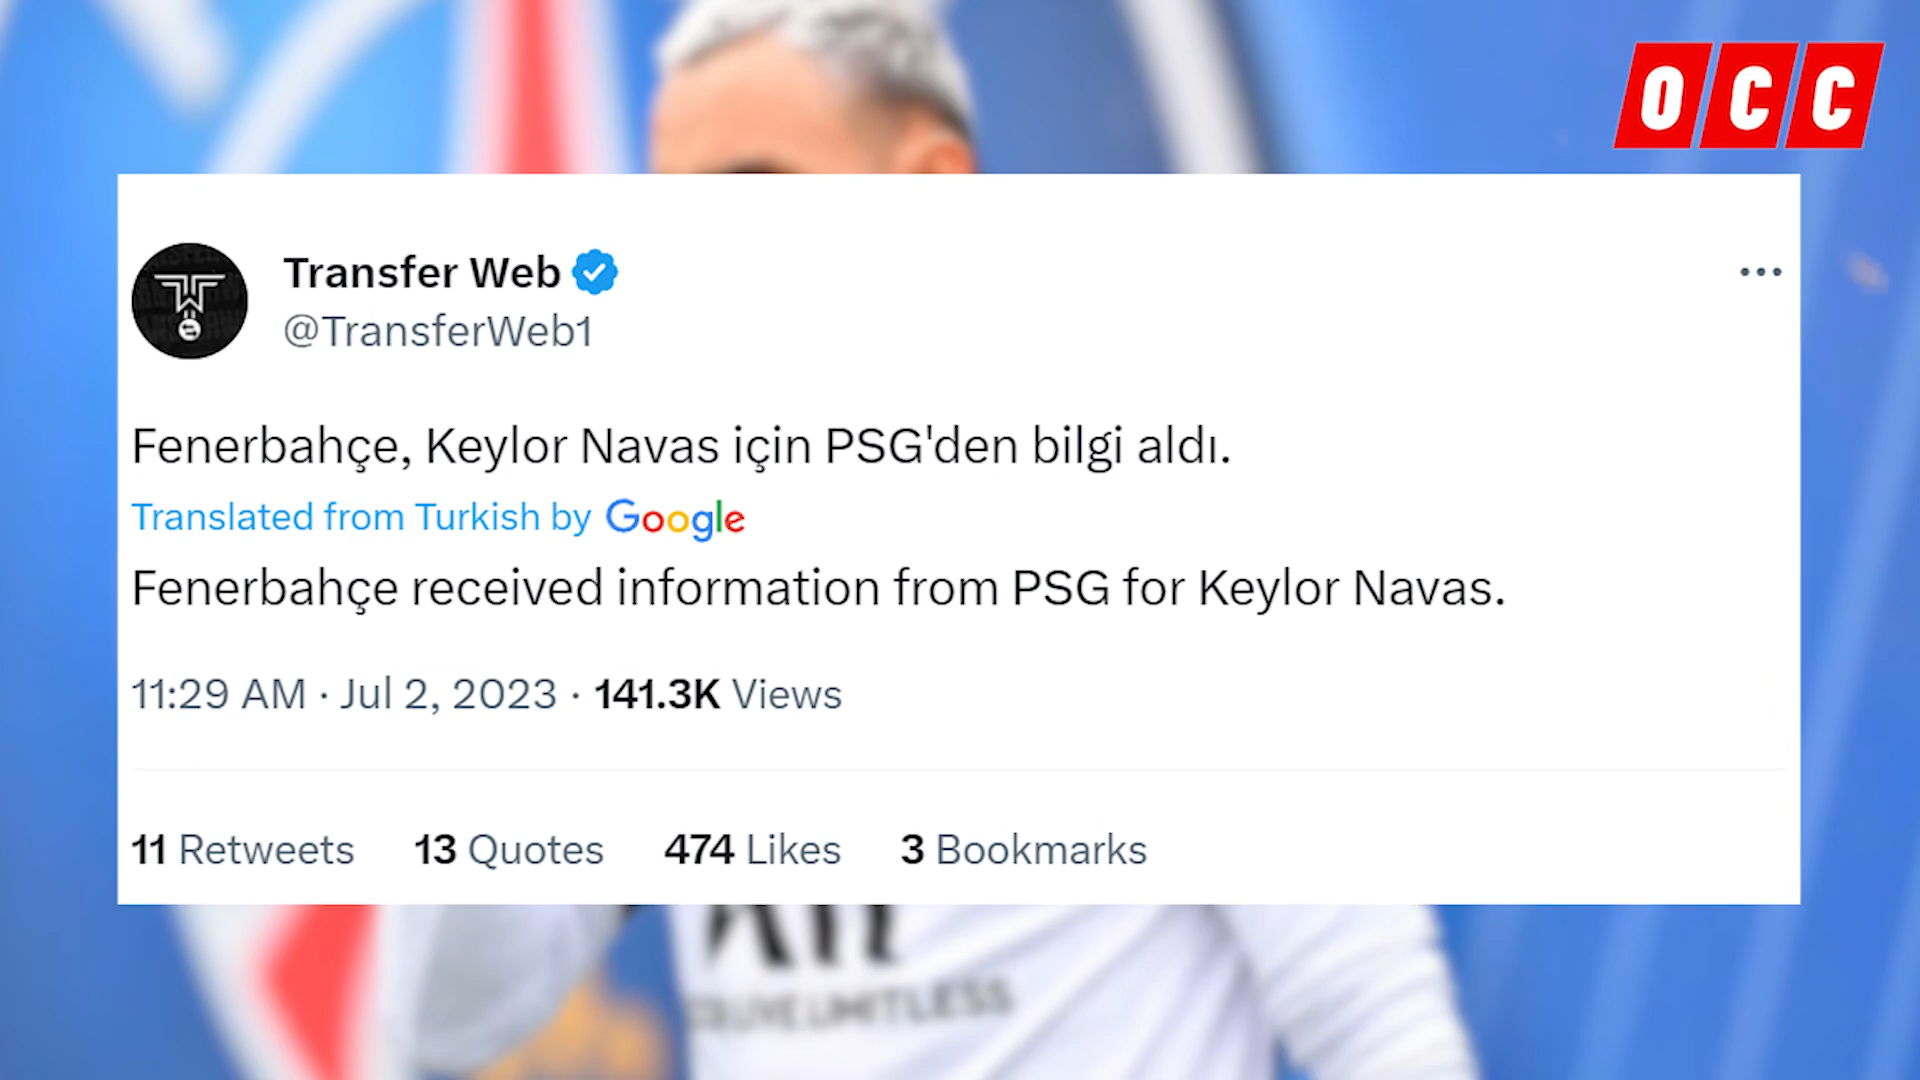 OCC
Transfer Web
@TransferWeb1
Fenerbahçe, Keylor Navas için PSG'den bilgi aldı.
Translated from Turkish by Google
Fenerbahçe received information from PSG for Keylor Navas.
11:29 AM · Jul 2, 2023 · 141.3K Views
11 Retweets 13 Quotes 474 Likes 3 Bookmarks